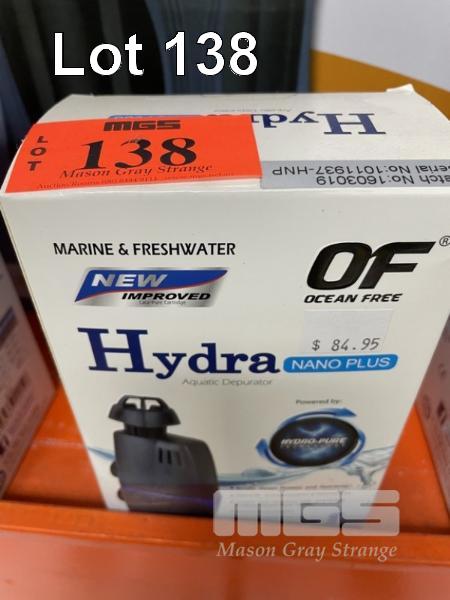 Lot 138
Hydra
Aquatic Depurator
LOT
MGS
138
Mason Gray Strange
Batch No:1603019
Serial No:1011937-HNP
MARINE & FRESHWATER
OF®
OCEAN FREE
NEW
IMPROVED
$ 84.95
Hydra
NANO PLUS
Aquatic Depurator
Powered by:
HYDRO-PURE
MGS
Mason Gray Strange